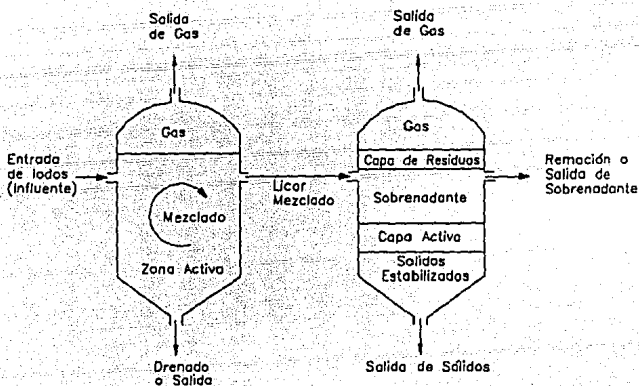 Salida
de Gas
Salida
de Gas
Gas
Gas
Entrada
de lodos
(Influente)
Capa de Residuos
Remoción o
Salida de
Sobrenadante
Licor
Mezclado
Sobrenadante
Mezclado
Capa Activa
Zona Activa
Solidos
Estabilizados
Drenado
o Salida
Salida de Sólidos